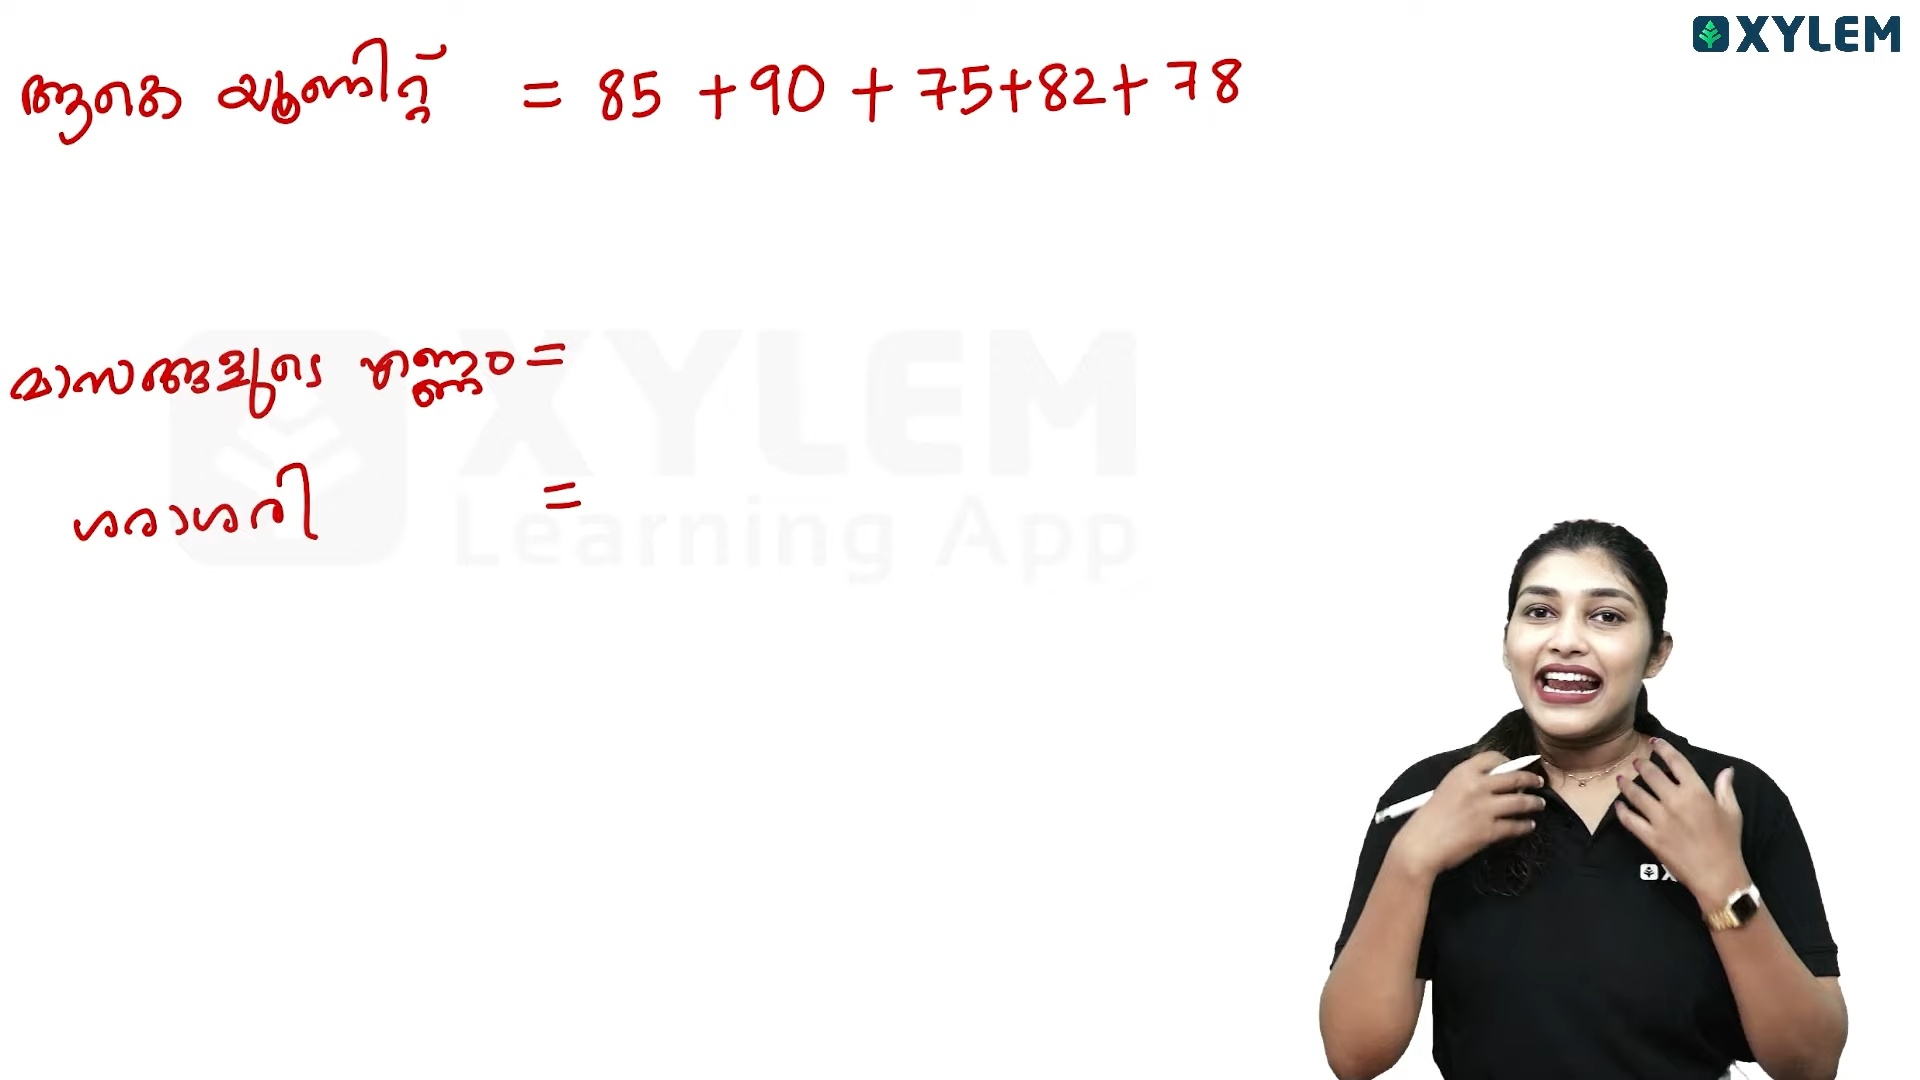 XYLEM
ആകെ യൂണിറ്റ് = 85 + 90 + 75 + 82 + 78
മാസങ്ങളുടെ എണ്ണം =
ശരാശരി =
XYLEM
Learning App